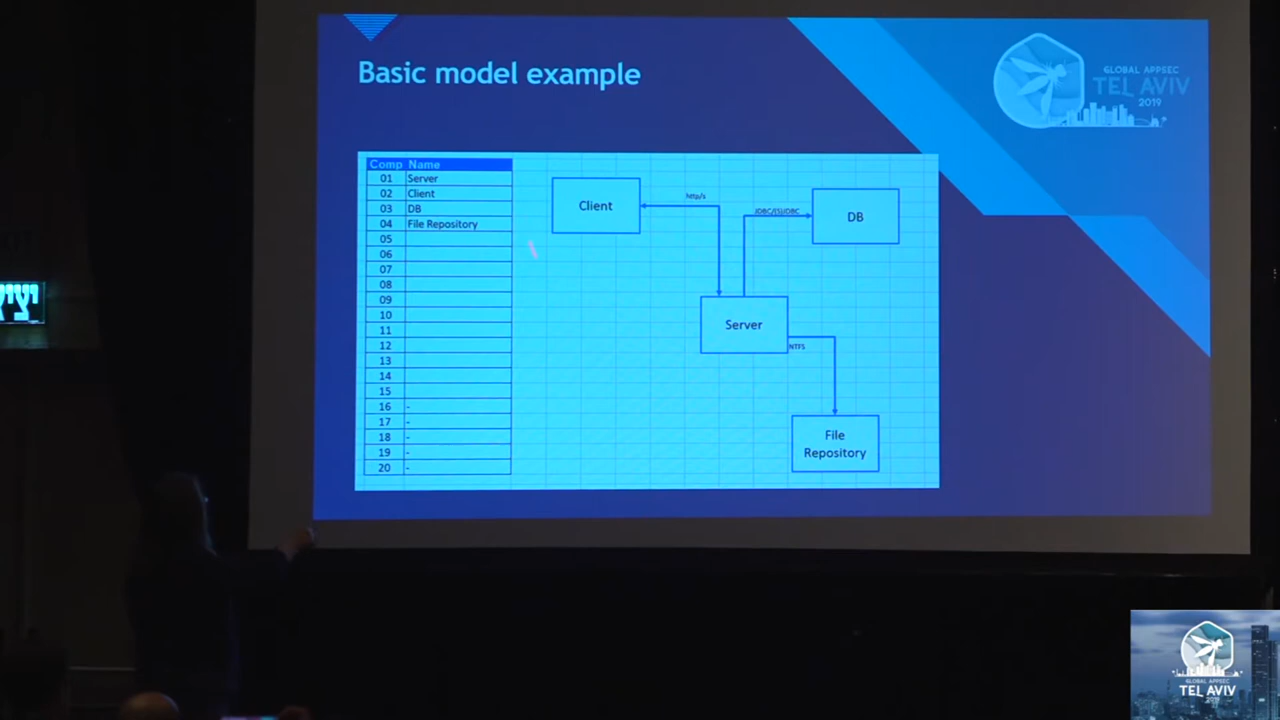 Basic model example
GLOBAL APPSEC
TEL AVIV
2019
Comp Name
01 Server
02 Client
03 DB
04 File Repository
05
06
07
08
09
10
11
12
13
14
15
16 -
17 -
18 -
19 -
20 -
Client
http/s
DB
Server
NTFS
File
Repository
יציא
GLOBAL APPSEC
TEL AVIV
2019